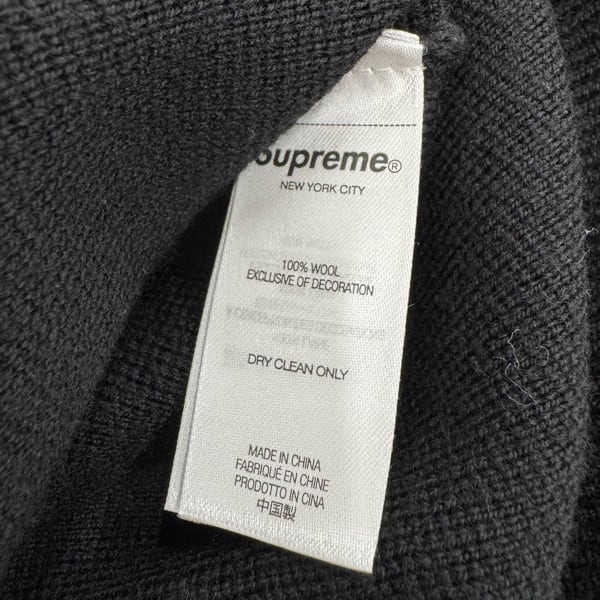 Supreme®
NEW YORK CITY
100% WOOL
EXCLUSIVE OF DECORATION
DRY CLEAN ONLY
MADE IN CHINA
FABRIQUÉ EN CHINE
PRODOTTO IN CINA
中国製